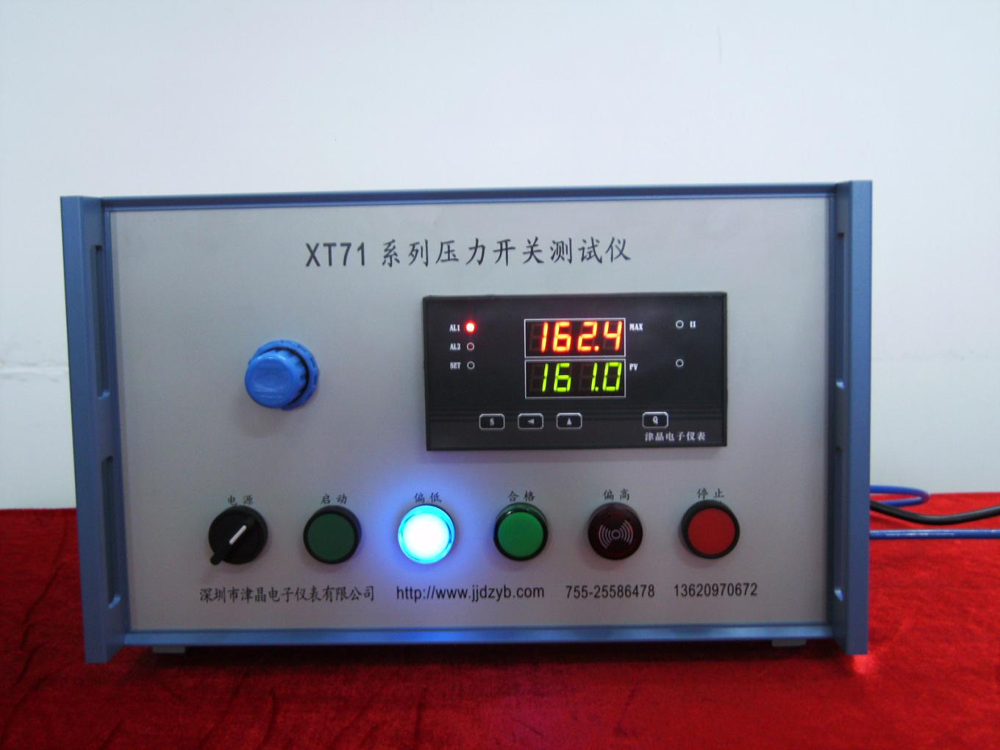 XT71 系列压力开关测试仪
AL1 162.4 MAX t1
AL2
SET 161.0 PV
S ◄ ▲ Q
津晶电子仪表
电源 启动 偏低 合格 偏高 停止
深圳市津晶电子仪表有限公司 http://www.jjdzyb.com 755-25586478 13620970672